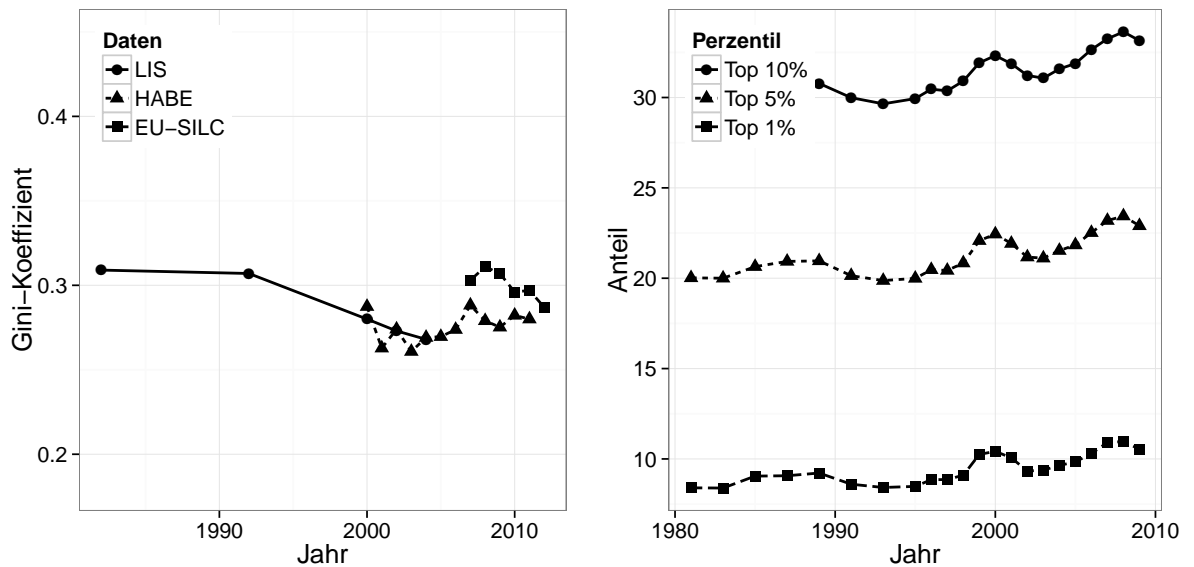 Daten
LIS
HABE
EU−SILC
0.4
0.3
0.2
Gini−Koeffizient
1990
2000
2010
Jahr
Perzentil
Top 10%
Top 5%
Top 1%
30
25
20
15
10
Anteil
1980
1990
2000
2010
Jahr